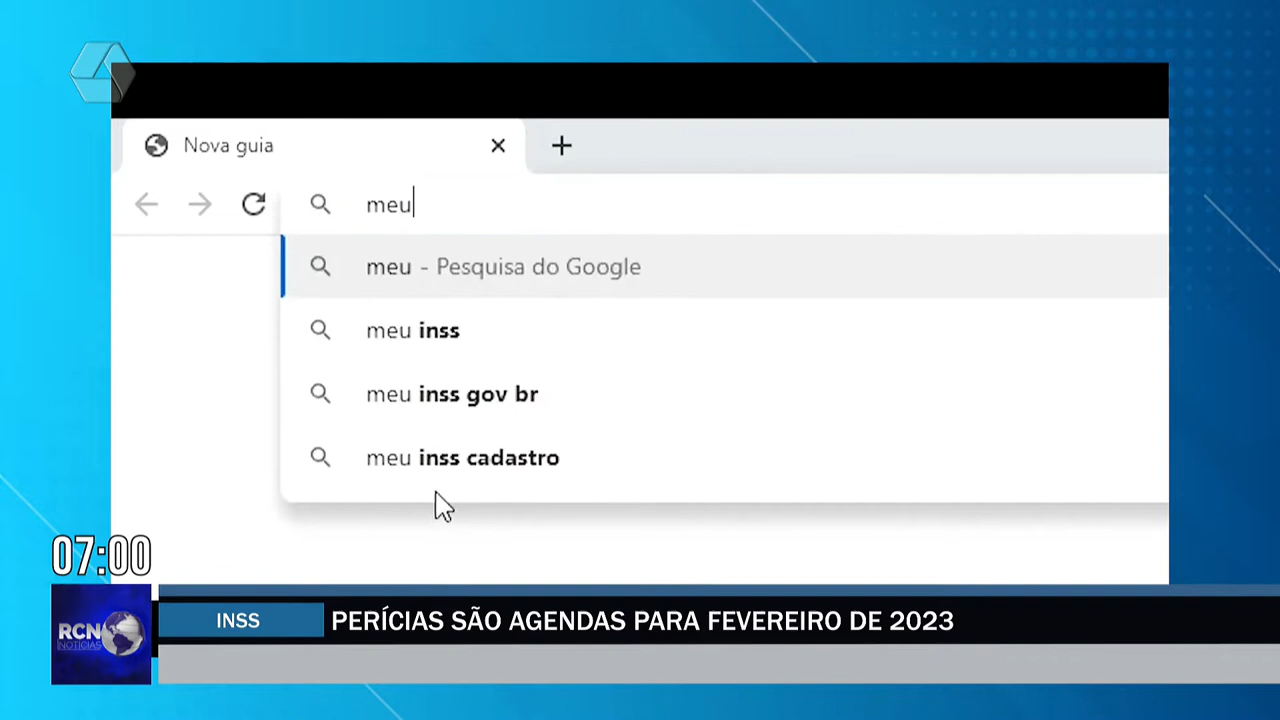 Nova guia
meu
meu - Pesquisa do Google
meu inss
meu inss gov br
meu inss cadastro
07:00
RCN
NOTÍCIAS
INSS
PERÍCIAS SÃO AGENDAS PARA FEVEREIRO DE 2023